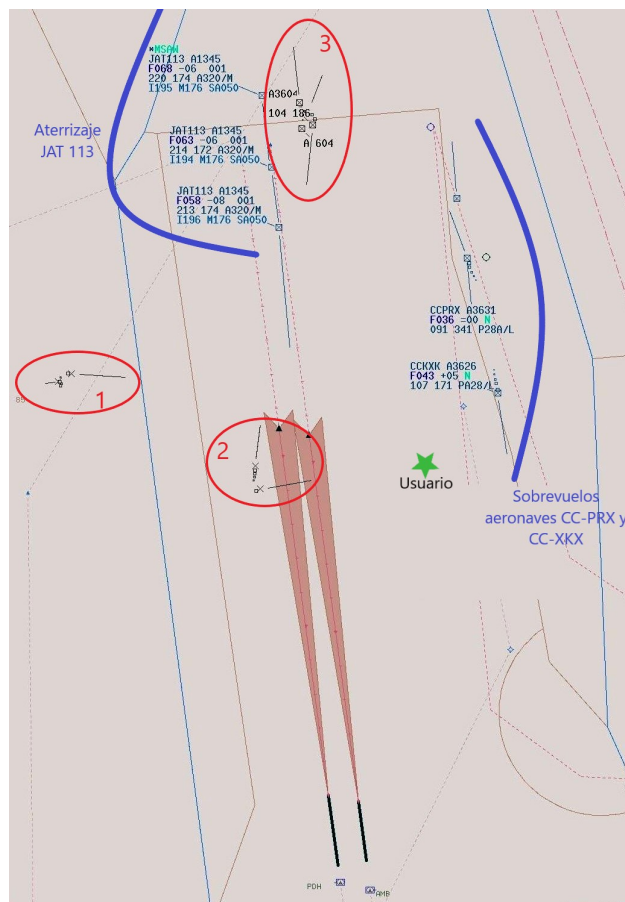 *MSAW
JAT113 A1345
F068 -06 001
220 174 A320/M
I195 M176 SA050
3
A3604
104 186
A 604
Aterrizaje
JAT 113
JAT113 A1345
F063 -06 001
214 172 A320/M
I194 M176 SA050
JAT113 A1345
F058 -08 001
213 174 A320/M
I196 M176 SA050
CCPRX A3631
F036 =00 N
091 341 P28A/L
CCKXK A3626
F043 +05 N
107 171 PA28/L
1
2
Usuario
Sobrevuelos
aeronaves CC-PRX y
CC-XKX
PDH
AMB